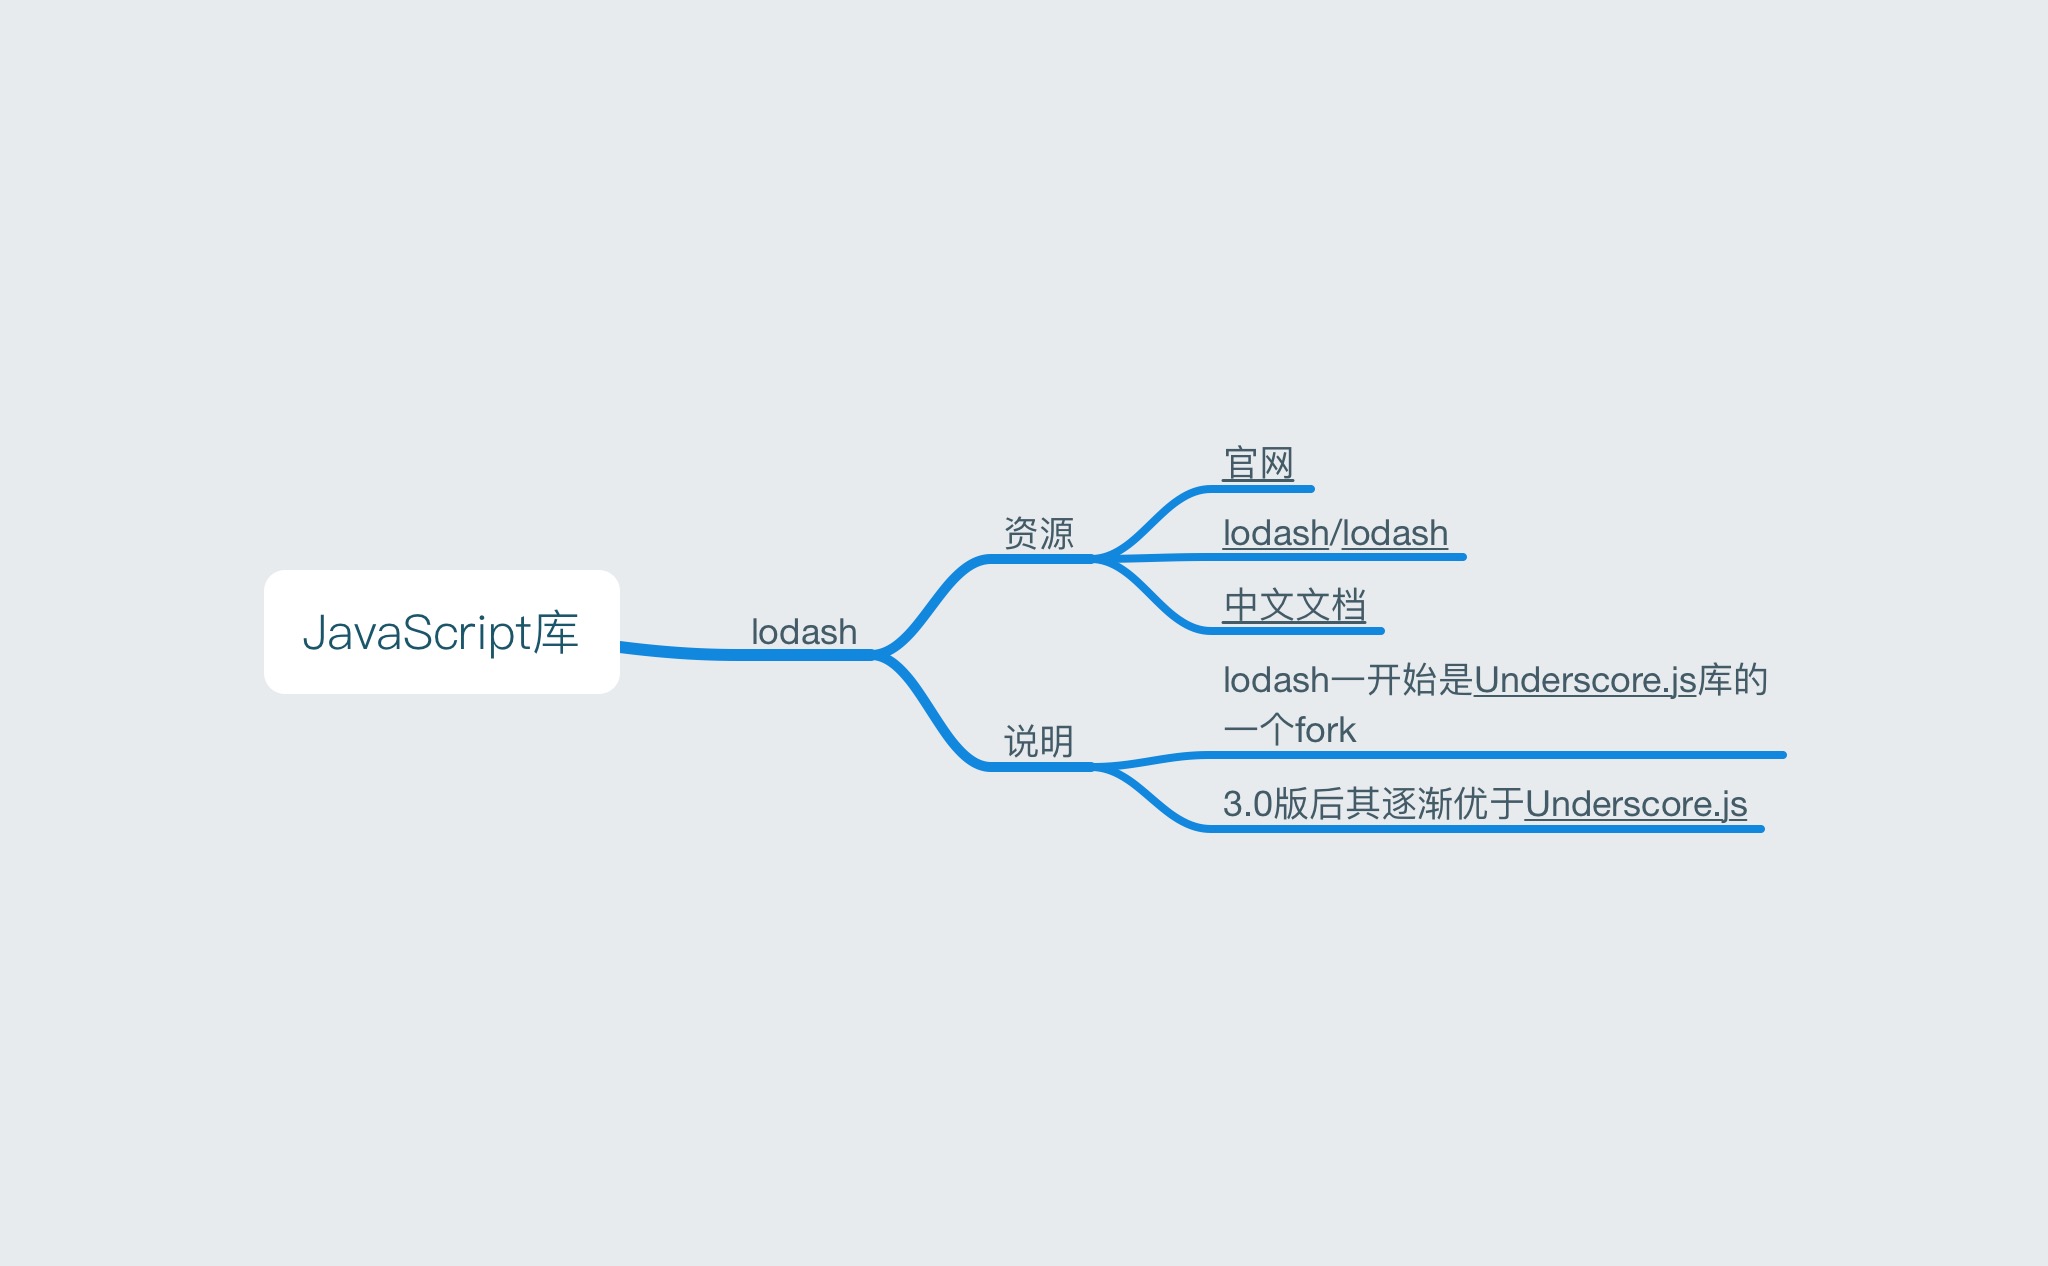 JavaScript库
lodash
资源
官网
lodash/lodash
中文文档
说明
lodash一开始是Underscore.js库的
一个fork
3.0版后其逐渐优于Underscore.js